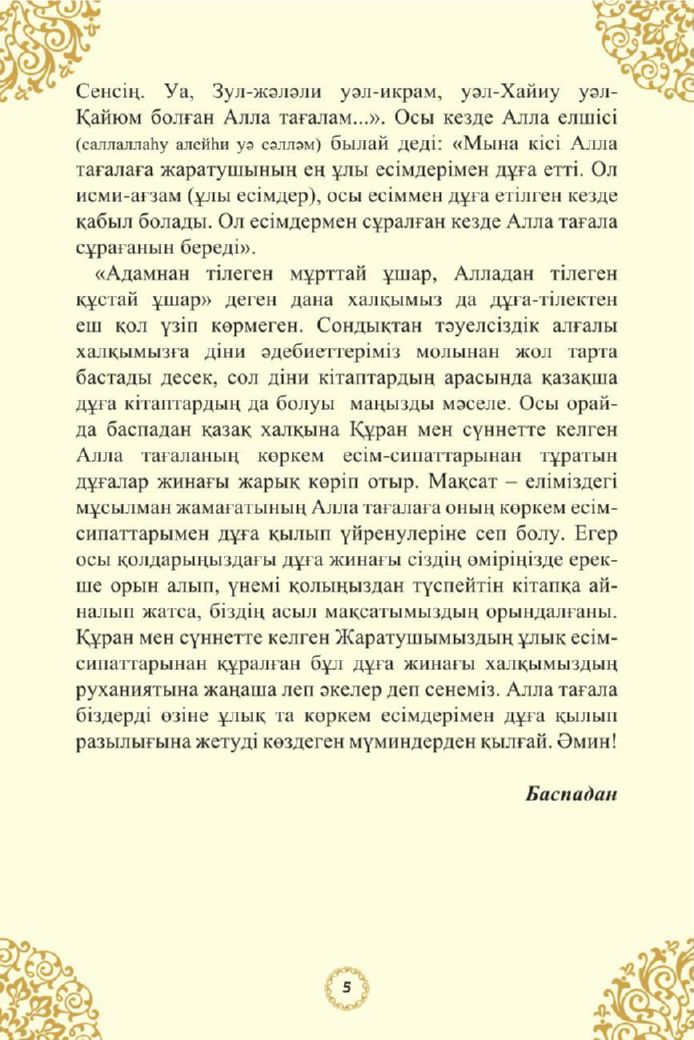 Сенсің. Уа, Зул-жәләли уәл-икрам, уәл-Хайиу уәл-
Қайюм болған Алла тағалам...». Осы кезде Алла елшісі
(саллаллаһу алейһи уә сәлләм) былай деді: «Мына кісі Алла
тағалаға жаратушының ең ұлы есімдерімен дұға етті. Ол
исми-ағзам (ұлы есімдер), осы есіммен дұға етілген кезде
қабыл болады. Ол есімдермен сұралған кезде Алла тағала
сұрағанын береді».
«Адамнан тілеген мұрттай ұшар, Алладан тілеген
құстай ұшар» деген дана халқымыз да дұға-тілектен
еш қол үзіп көрмеген. Сондықтан тәуелсіздік алғалы
халқымызға діни әдебиеттеріміз молынан жол тарта
бастады десек, сол діни кітаптардың арасында қазақша
дұға кітаптардың да болуы маңызды мәселе. Осы орай-
да баспадан қазақ халқына Құран мен сүннетте келген
Алла тағаланың көркем есім-сипаттарынан тұратын
дұғалар жинағы жарық көріп отыр. Мақсат – еліміздегі
мұсылман жамағатының Алла тағалаға оның көркем есім-
сипаттарымен дұға қылып үйренулеріне сеп болу. Егер
осы қолдарыңыздағы дұға жинағы сіздің өміріңізде ерек-
ше орын алып, үнемі қолыңыздан түспейтін кітапқа ай-
налып жатса, біздің асыл мақсатымыздың орындалғаны.
Құран мен сүннетте келген Жаратушымыздың ұлық есім-
сипаттарынан құралған бұл дұға жинағы халқымыздың
руханиятына жаңаша леп әкелер деп сенеміз. Алла тағала
біздерді өзіне ұлық та көркем есімдерімен дұға қылып
разылығына жетуді көздеген мүминдерден қылғай. Әмин!
Баспадан
5